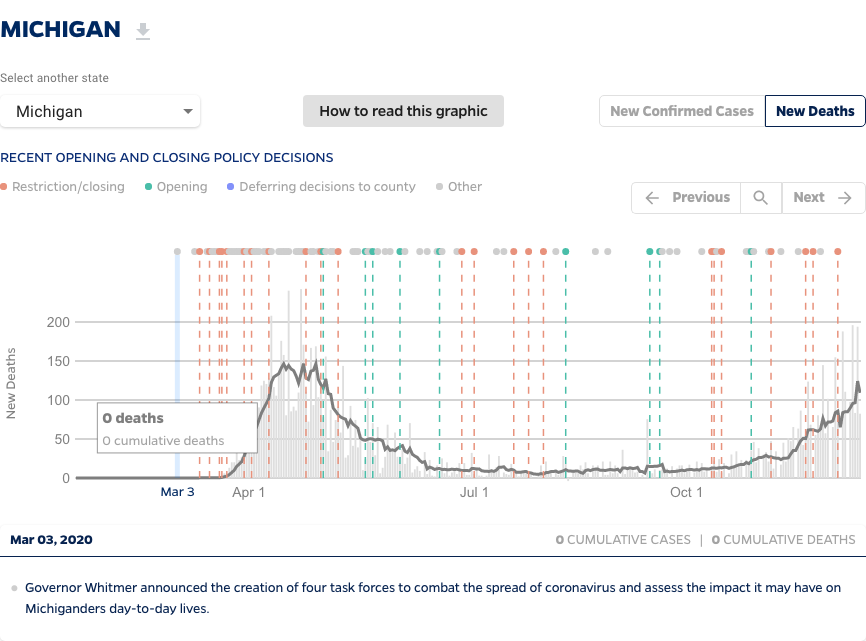 MICHIGAN
Select another state
Michigan
How to read this graphic
New Confirmed Cases
New Deaths
RECENT OPENING AND CLOSING POLICY DECISIONS
Restriction/closing
Opening
Deferring decisions to county
Other
Previous
Next
New Deaths
200
150
100
50
0
0 deaths
0 cumulative deaths
Mar 3
Apr 1
Jul 1
Oct 1
Mar 03, 2020
0 CUMULATIVE CASES | 0 CUMULATIVE DEATHS
Governor Whitmer announced the creation of four task forces to combat the spread of coronavirus and assess the impact it may have on
Michiganders day-to-day lives.